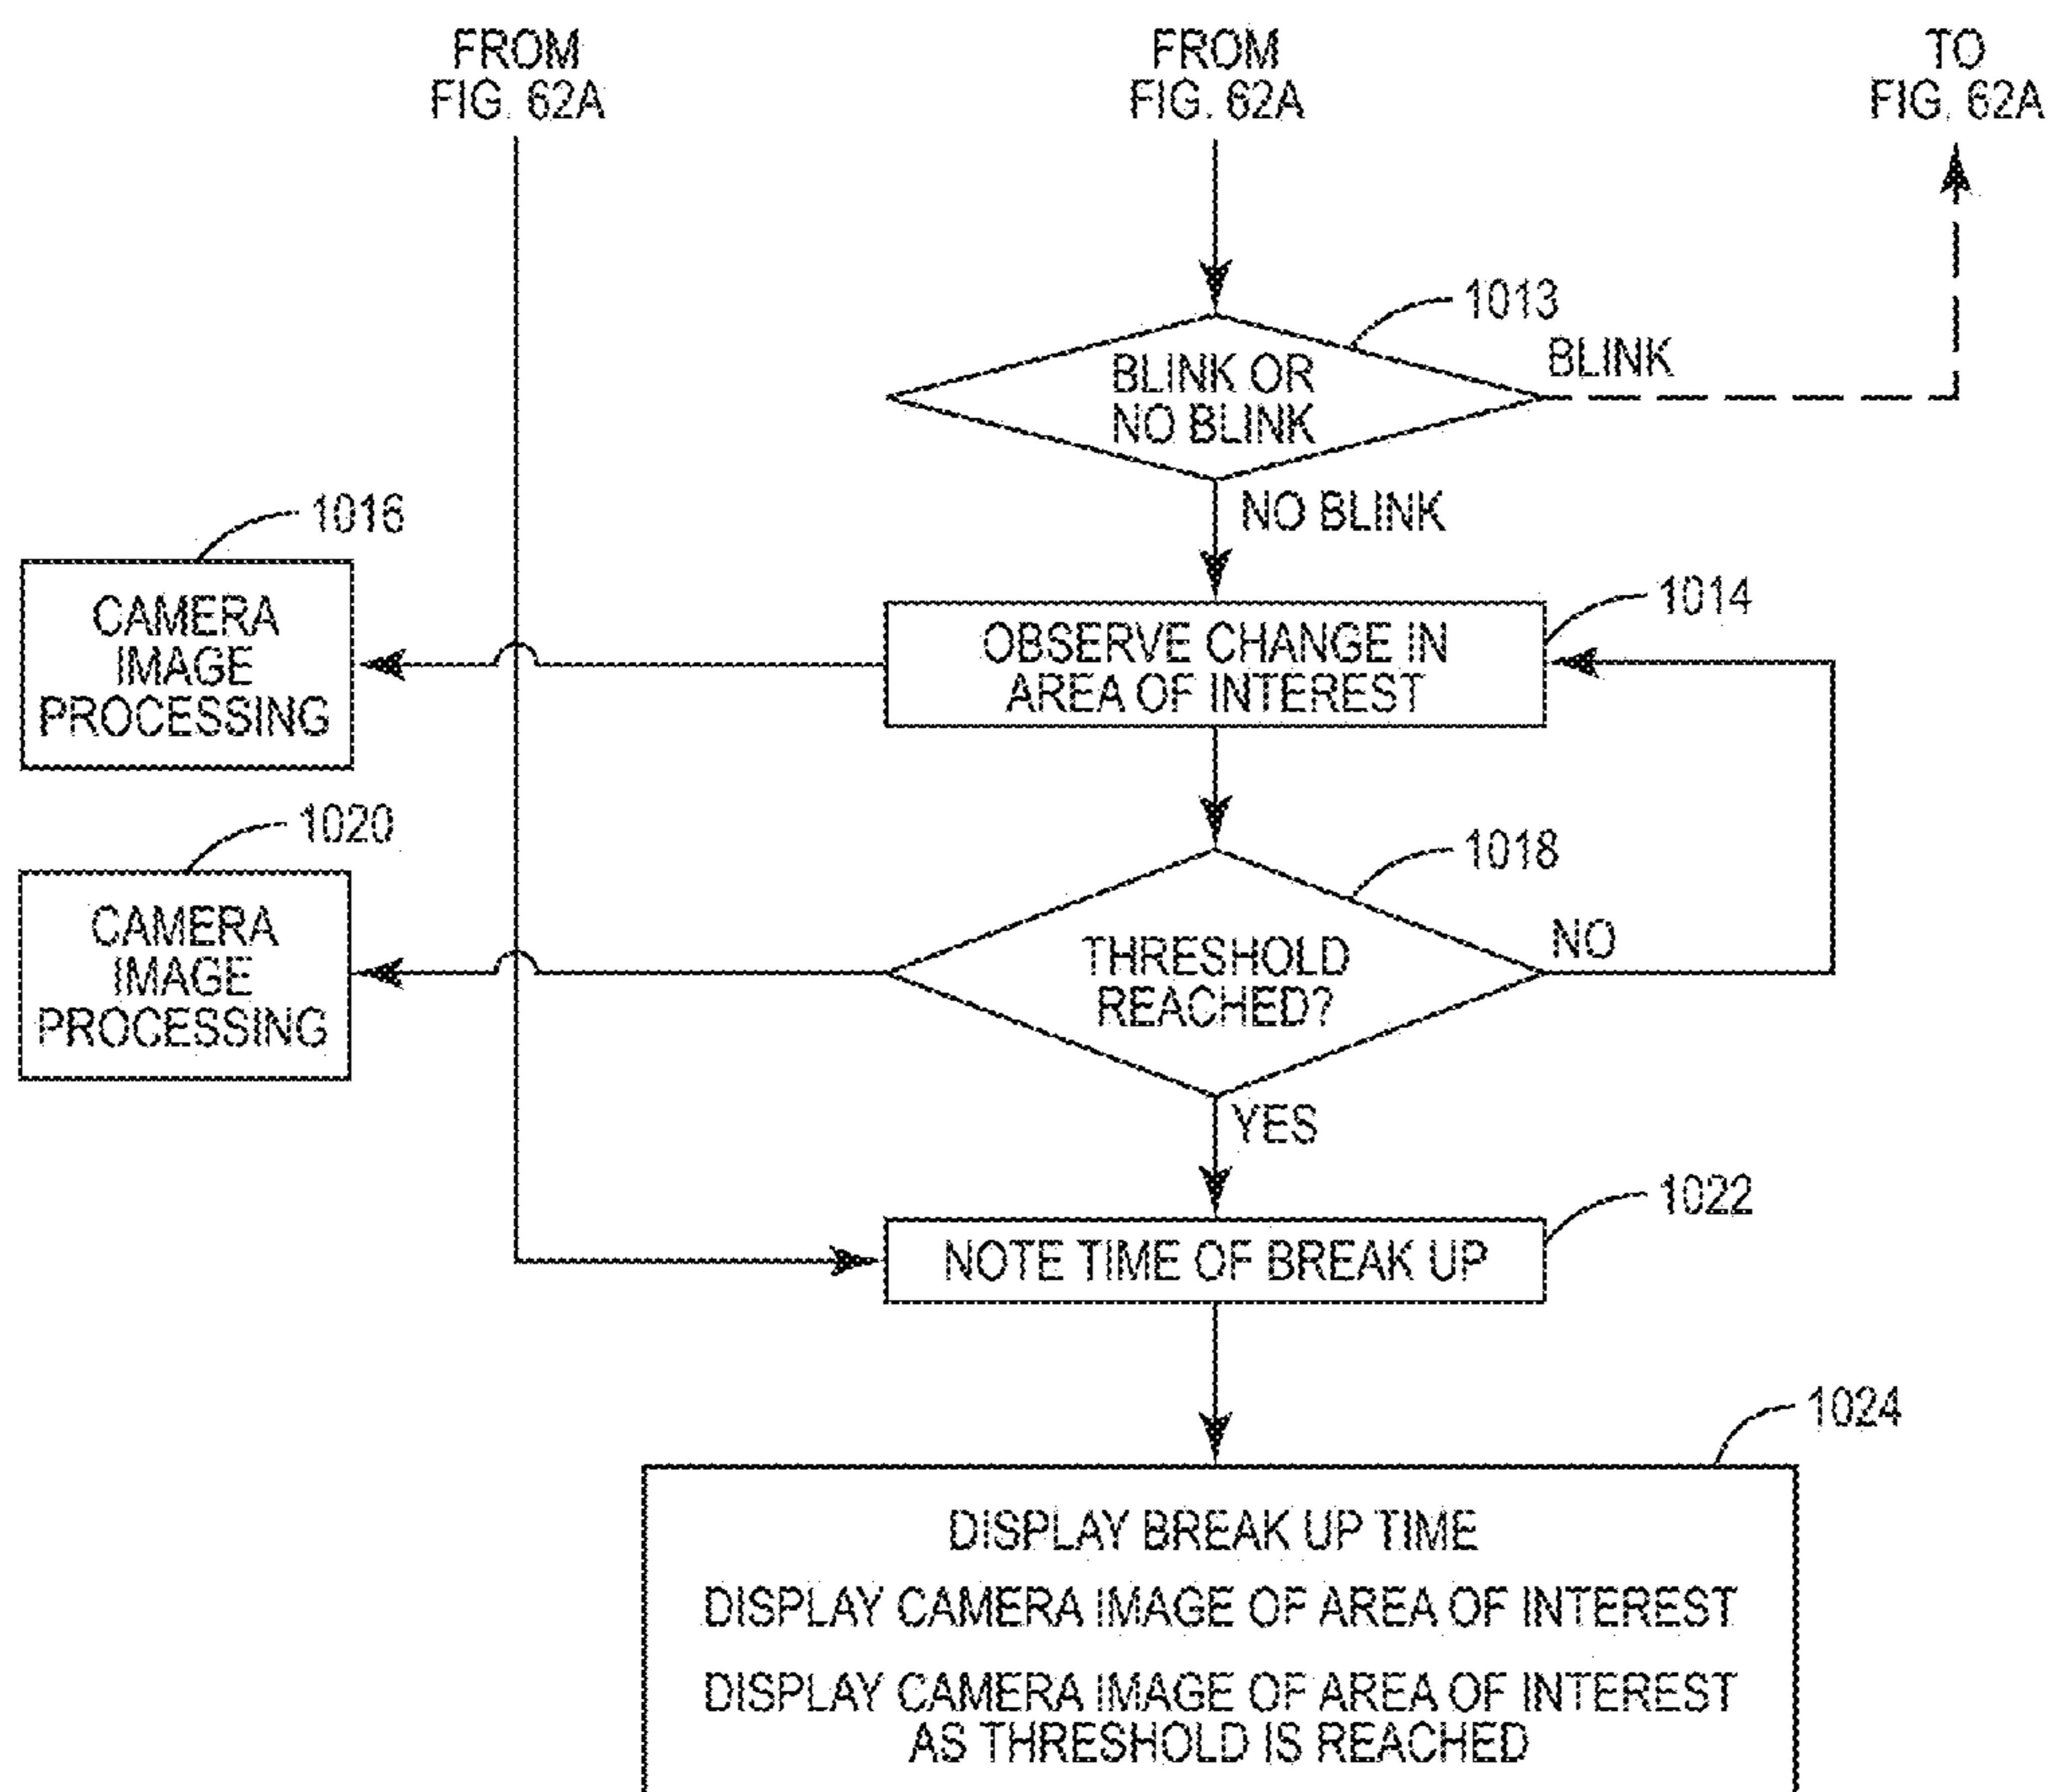 FROM
FIG. 62A
FROM
FIG. 62A
TO
FIG. 62A
1013
BLINK OR
NO BLINK
BLINK
NO BLINK
1016
CAMERA
IMAGE
PROCESSING
1014
OBSERVE CHANGE IN
AREA OF INTEREST
1020
CAMERA
IMAGE
PROCESSING
1018
THRESHOLD
REACHED?
NO
YES
1022
NOTE TIME OF BREAK UP
1024
DISPLAY BREAK UP TIME
DISPLAY CAMERA IMAGE OF AREA OF INTEREST
DISPLAY CAMERA IMAGE OF AREA OF INTEREST
AS THRESHOLD IS REACHED